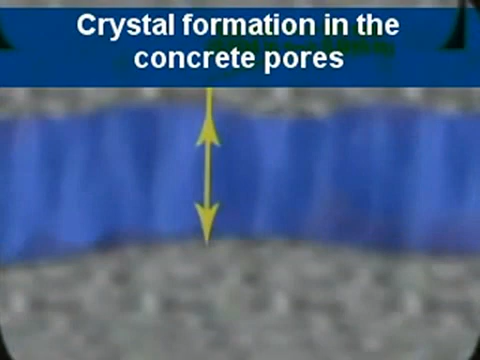 Crystal formation in the
concrete pores